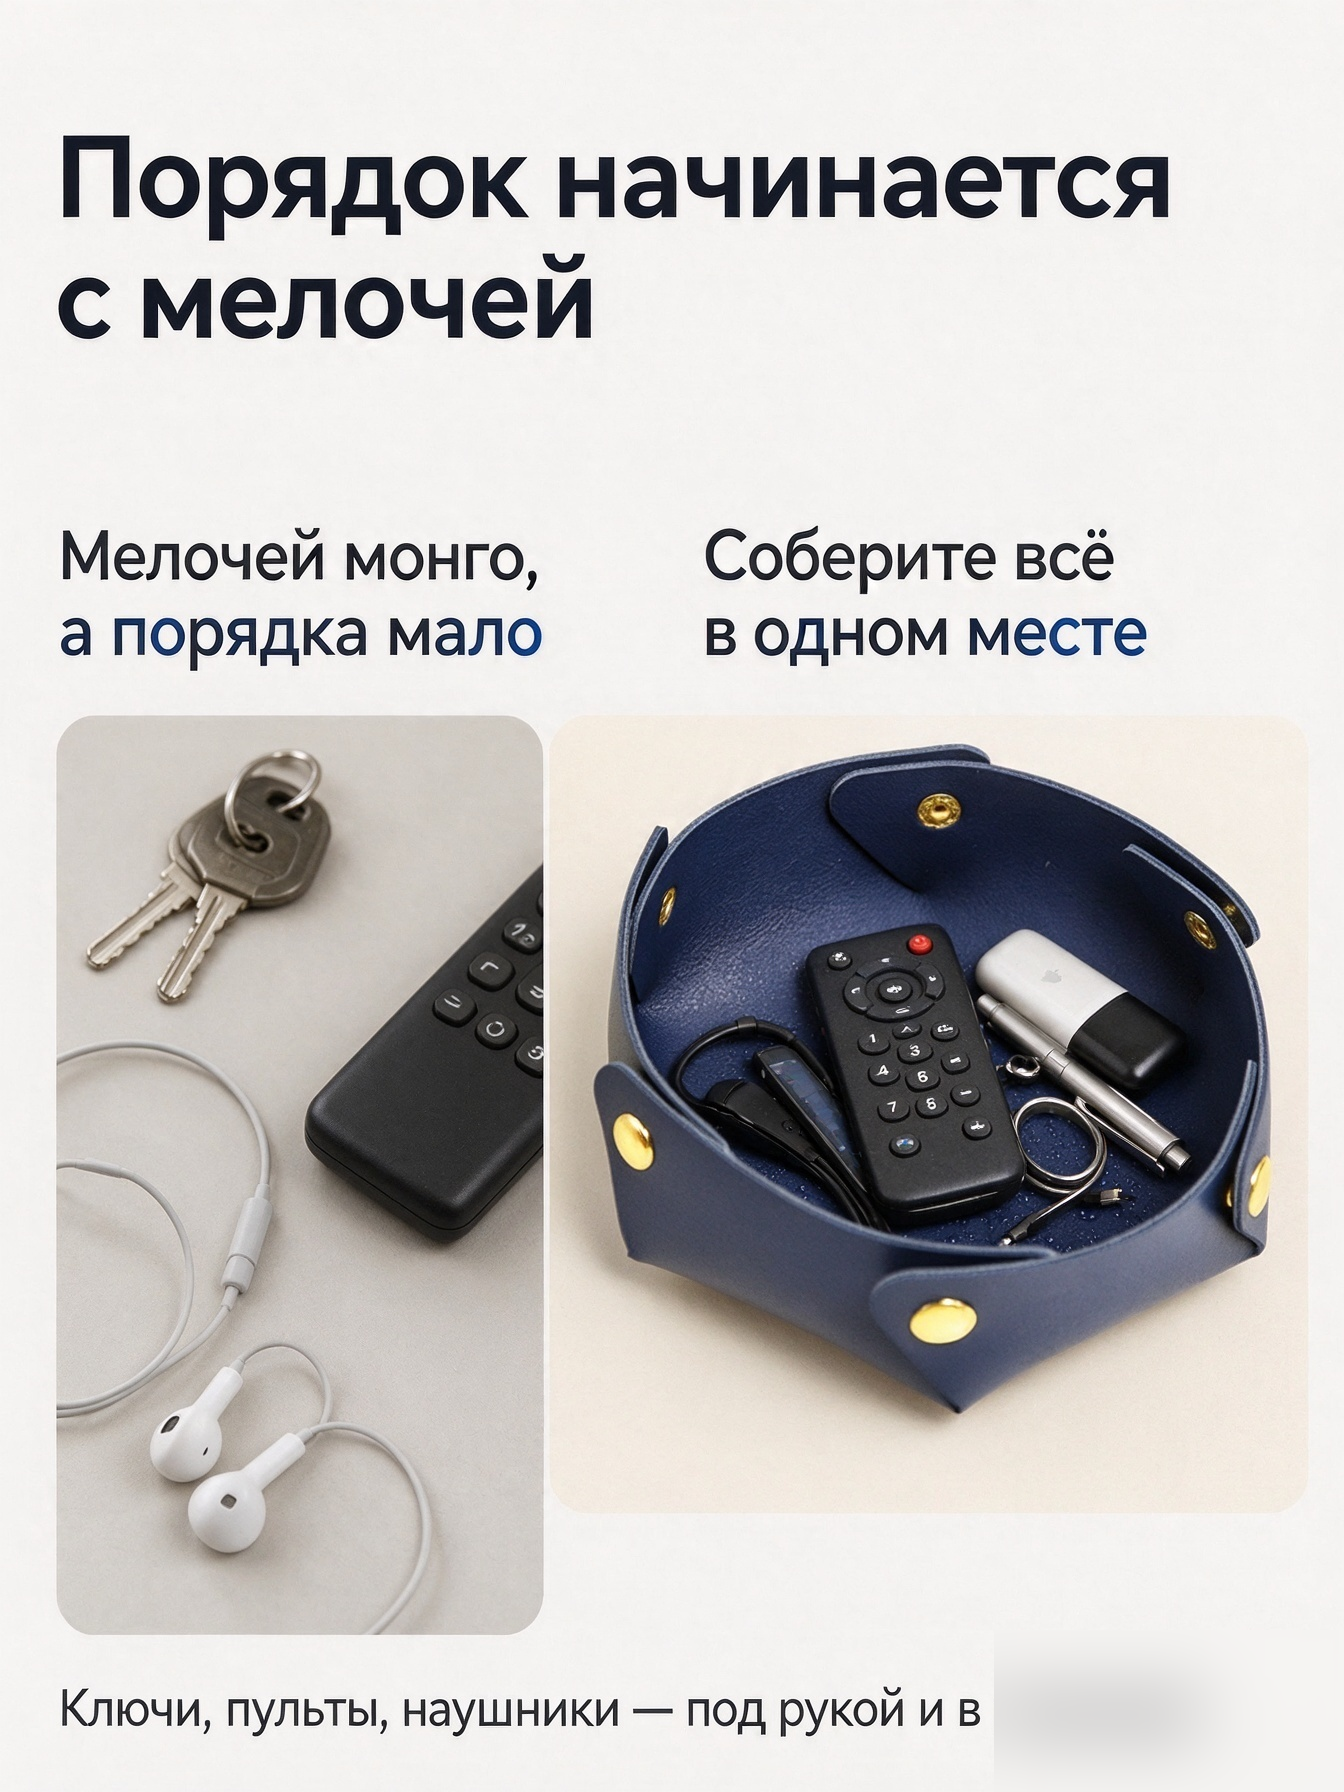 Порядок начинается
с мелочей
Мелочей монго,
а порядка мало
Соберите всё
в одном месте
Ключи, пульты, наушники — под рукой и в